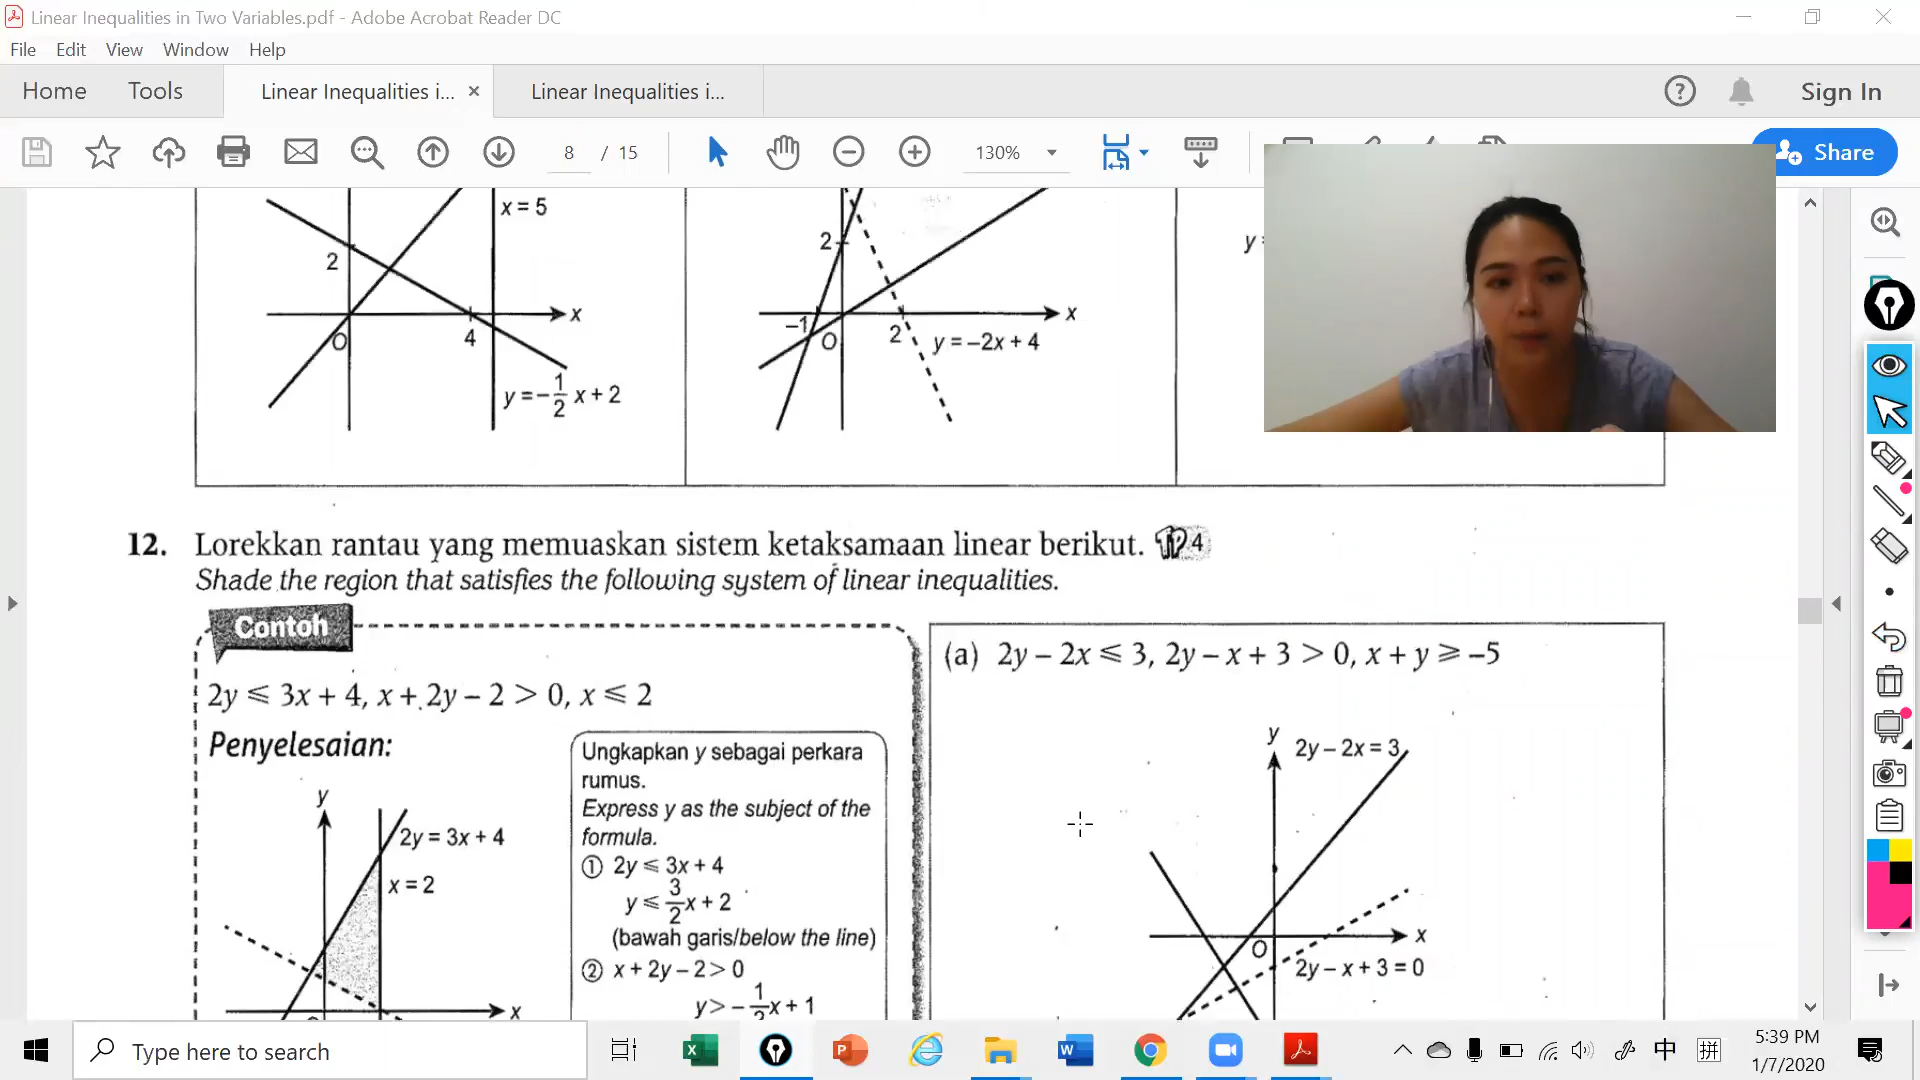 Linear Inequalities in Two Variables.pdf - Adobe Acrobat Reader DC
File Edit View Window Help
Home Tools Linear Inequalities i... × Linear Inequalities i... Sign In
8 / 15 130% Share
x = 5
2
x
O
4
y = -1/2 x + 2
2
x
-1
O
2
y = -2x + 4
12. Lorekkan rantau yang memuaskan sistem ketaksamaan linear berikut. TP 4
Shade the region that satisfies the following system of linear inequalities.
Contoh
2y ⩽ 3x + 4, x + 2y – 2 > 0, x ⩽ 2
Penyelesaian:
y
2y = 3x + 4
x = 2
x
Ungkapkan y sebagai perkara
rumus.
Express y as the subject of the
formula.
① 2y ⩽ 3x + 4
y ⩽ 3/2 x + 2
(bawah garis/below the line)
② x + 2y – 2 > 0
y > – 1/2 x + 1
(a) 2y – 2x ⩽ 3, 2y – x + 3 > 0, x + y ⩾ –5
y
2y – 2x = 3
O
x
2y – x + 3 = 0
Type here to search
中
拼
5:39 PM
1/7/2020